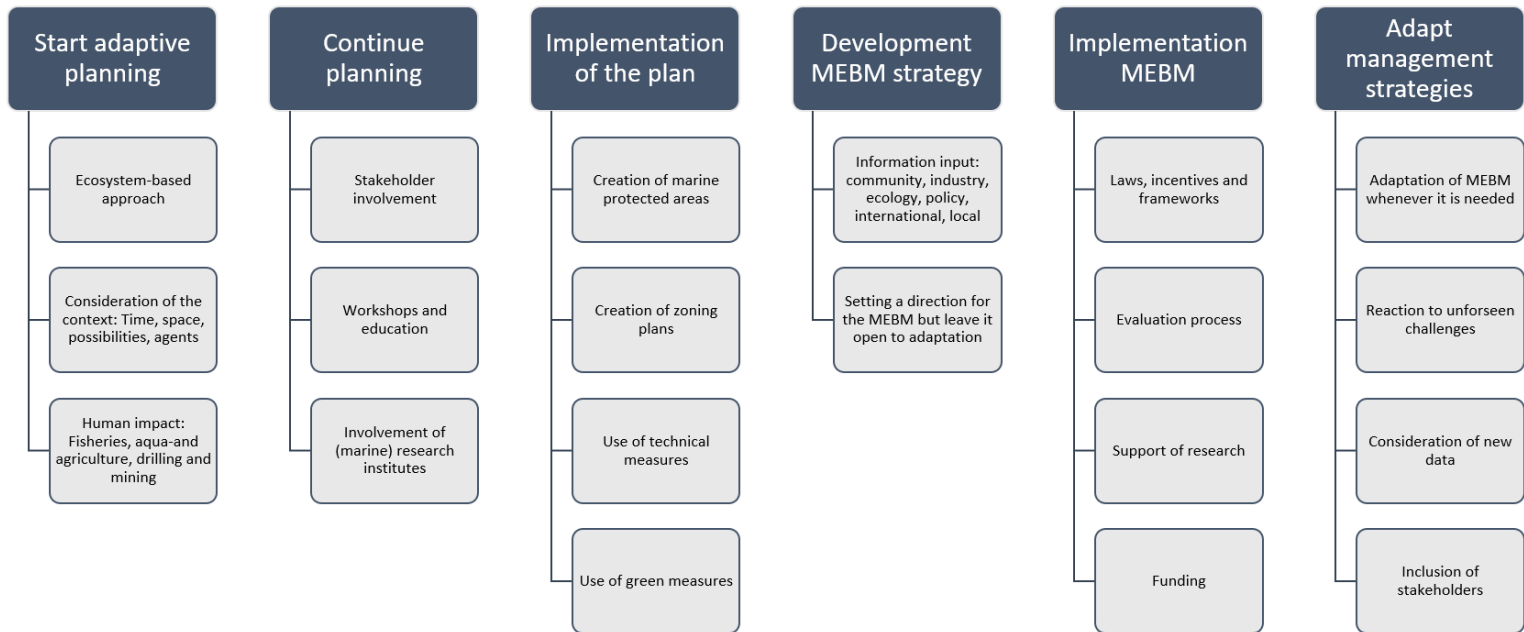 Start adaptive
planning
Ecosystem-based
approach
Consideration of the
context: Time, space,
possibilities, agents
Human impact:
Fisheries, aqua-and
agriculture, drilling and
mining
Continue
planning
Stakeholder
involvement
Workshops and
education
Involvement of
(marine) research
institutes
Implementation
of the plan
Creation of marine
protected areas
Creation of zoning
plans
Use of technical
measures
Use of green measures
Development
MEBM strategy
Information input:
community, industry,
ecology, policy,
international, local
Setting a direction for
the MEBM but leave it
open to adaptation
Implementation
MEBM
Laws, incentives and
frameworks
Evaluation process
Support of research
Funding
Adapt
management
strategies
Adaptation of MEBM
whenever it is needed
Reaction to unforseen
challenges
Consideration of new
data
Inclusion of
stakeholders